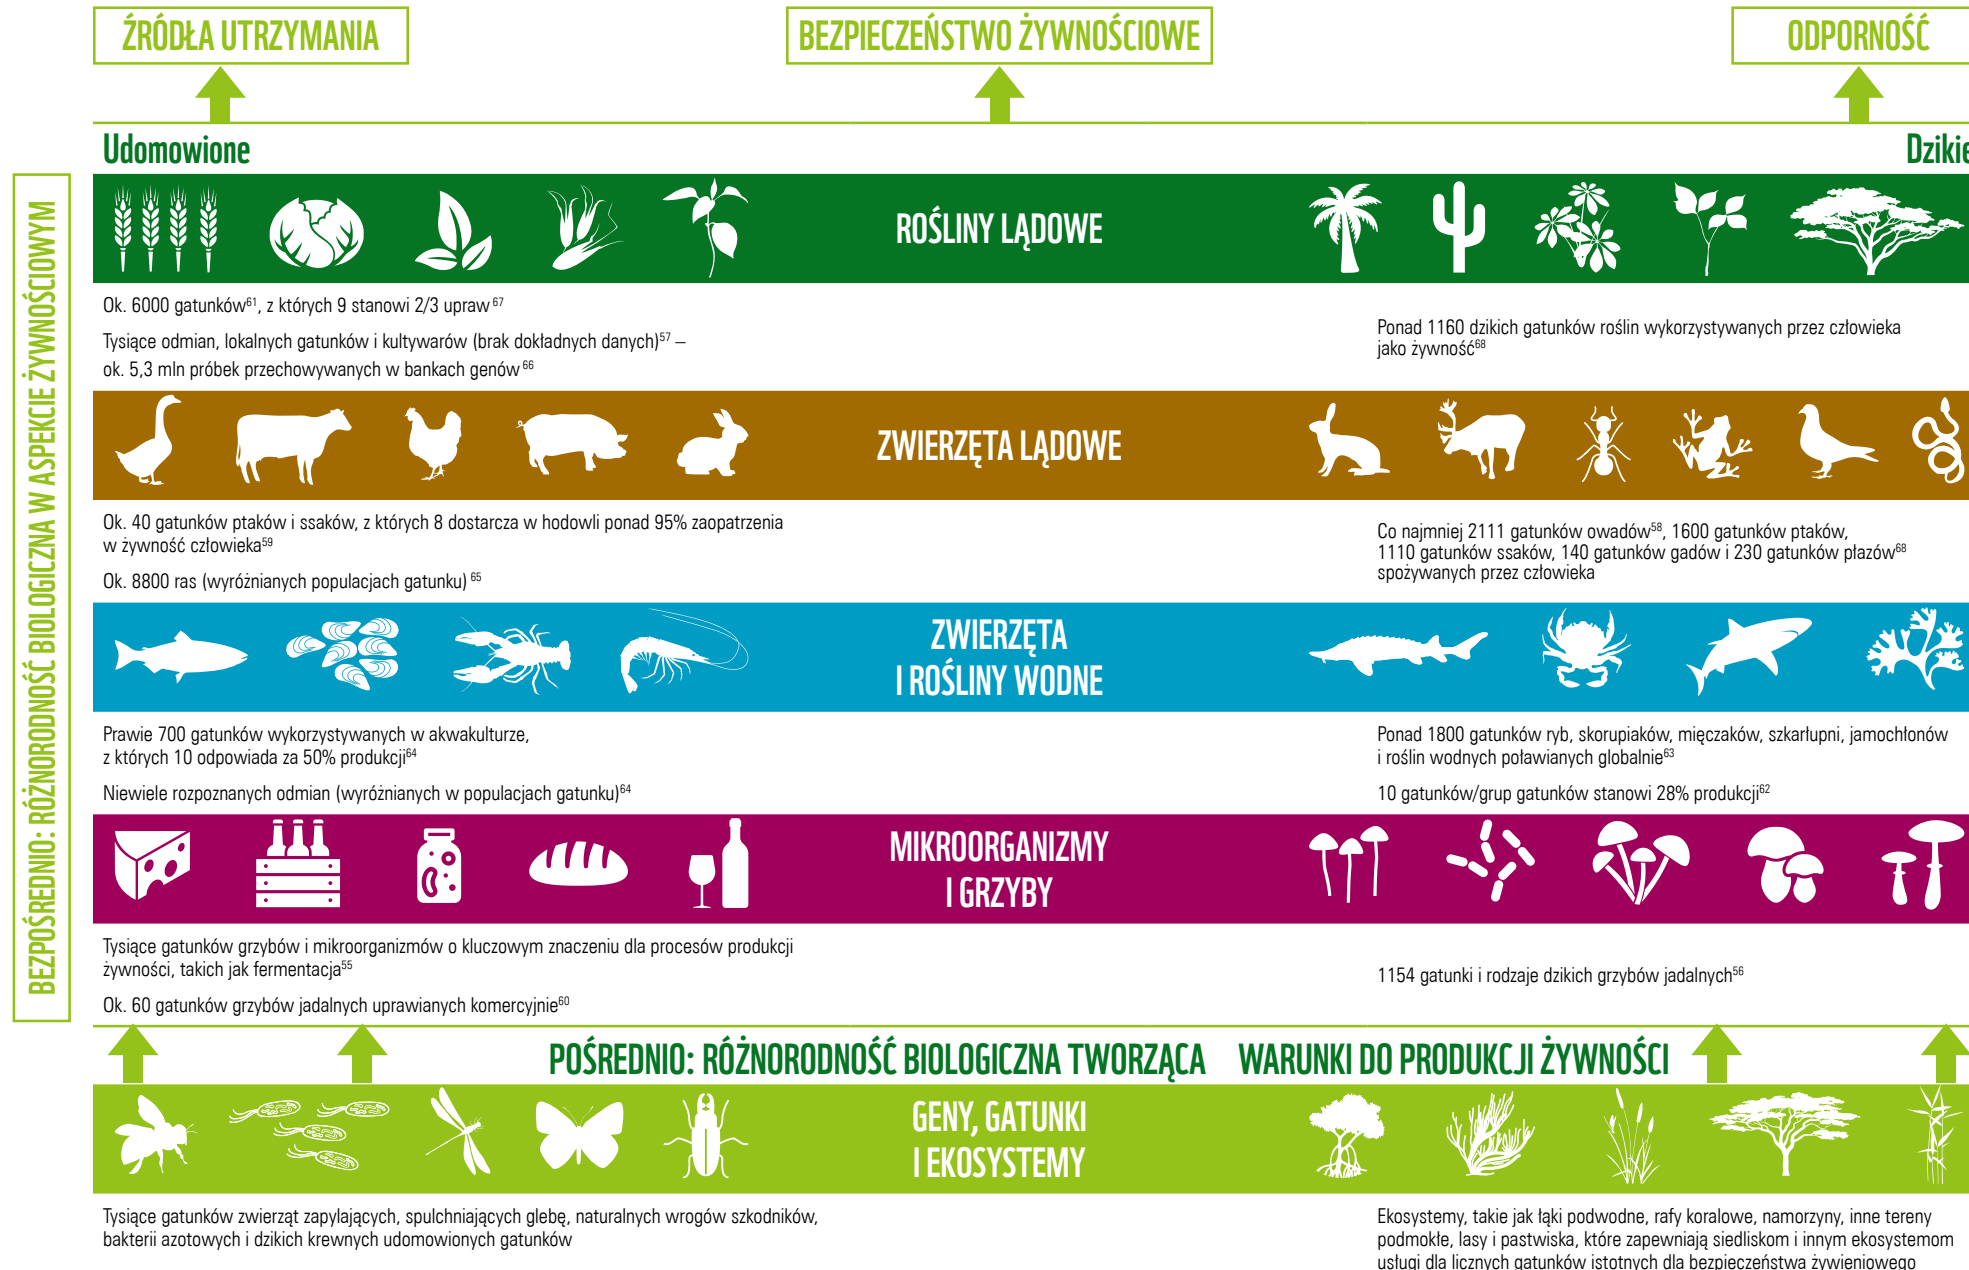 ŹRÓDŁA UTRZYMANIA
BEZPIECZEŃSTWO ŻYWNOŚCIOWE
ODPORNOŚĆ
Udomowione
Dzikie
BEZPOŚREDNIO: RÓŻNORODNOŚĆ BIOLOGICZNA W ASPEKCIE ŻYWNOŚCIOWYM
ROŚLINY LĄDOWE
Ok. 6000 gatunków61, z których 9 stanowi 2/3 upraw 67
Tysiące odmian, lokalnych gatunków i kultywarów (brak dokładnych danych)57 –
ok. 5,3 mln próbek przechowywanych w bankach genów 66
Ponad 1160 dzikich gatunków roślin wykorzystywanych przez człowieka
jako żywność68
ZWIERZĘTA LĄDOWE
Ok. 40 gatunków ptaków i ssaków, z których 8 dostarcza w hodowli ponad 95% zaopatrzenia
w żywność człowieka59
Ok. 8800 ras (wyróżnianych populacjach gatunku) 65
Co najmniej 2111 gatunków owadów58, 1600 gatunków ptaków,
1110 gatunków ssaków, 140 gatunków gadów i 230 gatunków płazów68
spożywanych przez człowieka
ZWIERZĘTA
I ROŚLINY WODNE
Prawie 700 gatunków wykorzystywanych w akwakulturze,
z których 10 odpowiada za 50% produkcji64
Niewiele rozpoznanych odmian (wyróżnianych w populacjach gatunku)64
Ponad 1800 gatunków ryb, skorupiaków, mięczaków, szkarłupni, jamochłonów
i roślin wodnych poławianych globalnie63
10 gatunków/grup gatunków stanowi 28% produkcji62
MIKROORGANIZMY
I GRZYBY
Tysiące gatunków grzybów i mikroorganizmów o kluczowym znaczeniu dla procesów produkcji
żywności, takich jak fermentacja55
Ok. 60 gatunków grzybów jadalnych uprawianych komercyjnie60
1154 gatunki i rodzaje dzikich grzybów jadalnych56
POŚREDNIO: RÓŻNORODNOŚĆ BIOLOGICZNA TWORZĄCA WARUNKI DO PRODUKCJI ŻYWNOŚCI
GENY, GATUNKI
I EKOSYSTEMY
Tysiące gatunków zwierząt zapylających, spulchniających glebę, naturalnych wrogów szkodników,
bakterii azotowych i dzikich krewnych udomowionych gatunków
Ekosystemy, takie jak łąki podwodne, rafy koralowe, namorzyny, inne tereny
podmokłe, lasy i pastwiska, które zapewniają siedliskom i innym ekosystemom
usługi dla licznych gatunków istotnych dla bezpieczeństwa żywieniowego